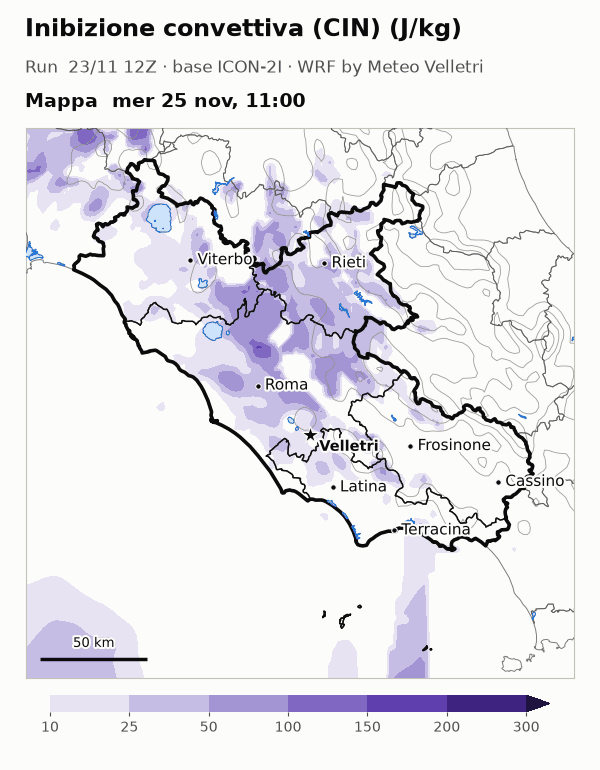 Inibizione convettiva (CIN) (J/kg)
Run  23/11 12Z · base ICON-2I · WRF by Meteo Velletri
Mappa  mer 25 nov, 11:00
Viterbo
Rieti
Roma
Velletri
Frosinone
Cassino
Latina
Terracina
50 km
10 25 50 100 150 200 300